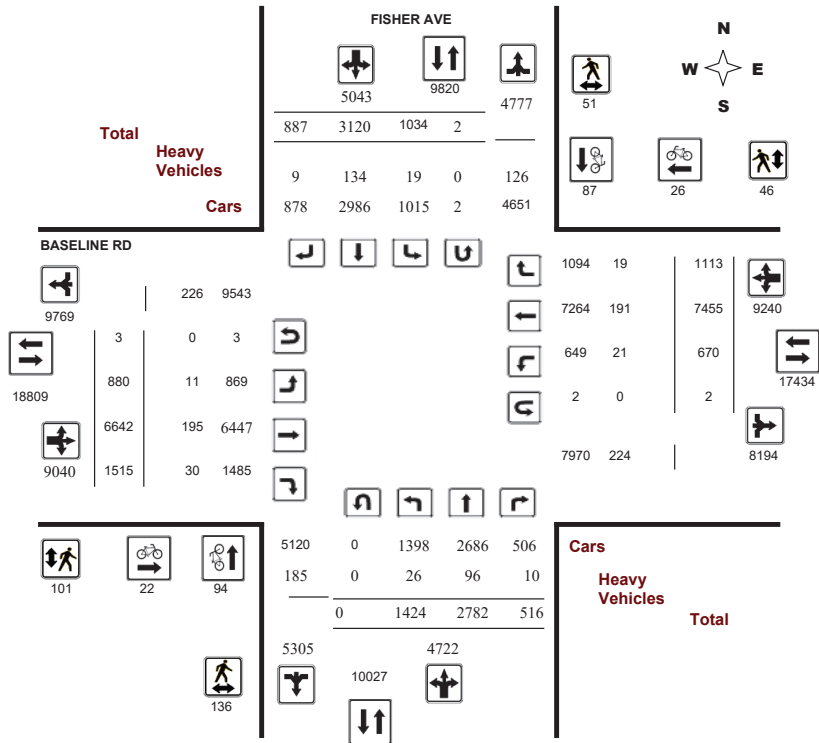 FISHER AVE
N
W E
S
5043
9820
4777
51
887 3120 1034 2
Total
Heavy
Vehicles
9 134 19 0 126
87 26 46
Cars
878 2986 1015 2 4651
BASELINE RD
1094 19 1113
226 9543
7264 191 7455 9240
9769
3 0 3
649 21 670
17434
18809
880 11 869
2 0 2
6642 195 6447
9040
1515 30 1485
7970 224 8194
5120 0 1398 2686 506
Cars
185 0 26 96 10
Heavy
Vehicles
101 22 94
0 1424 2782 516
Total
5305 4722
10027
136